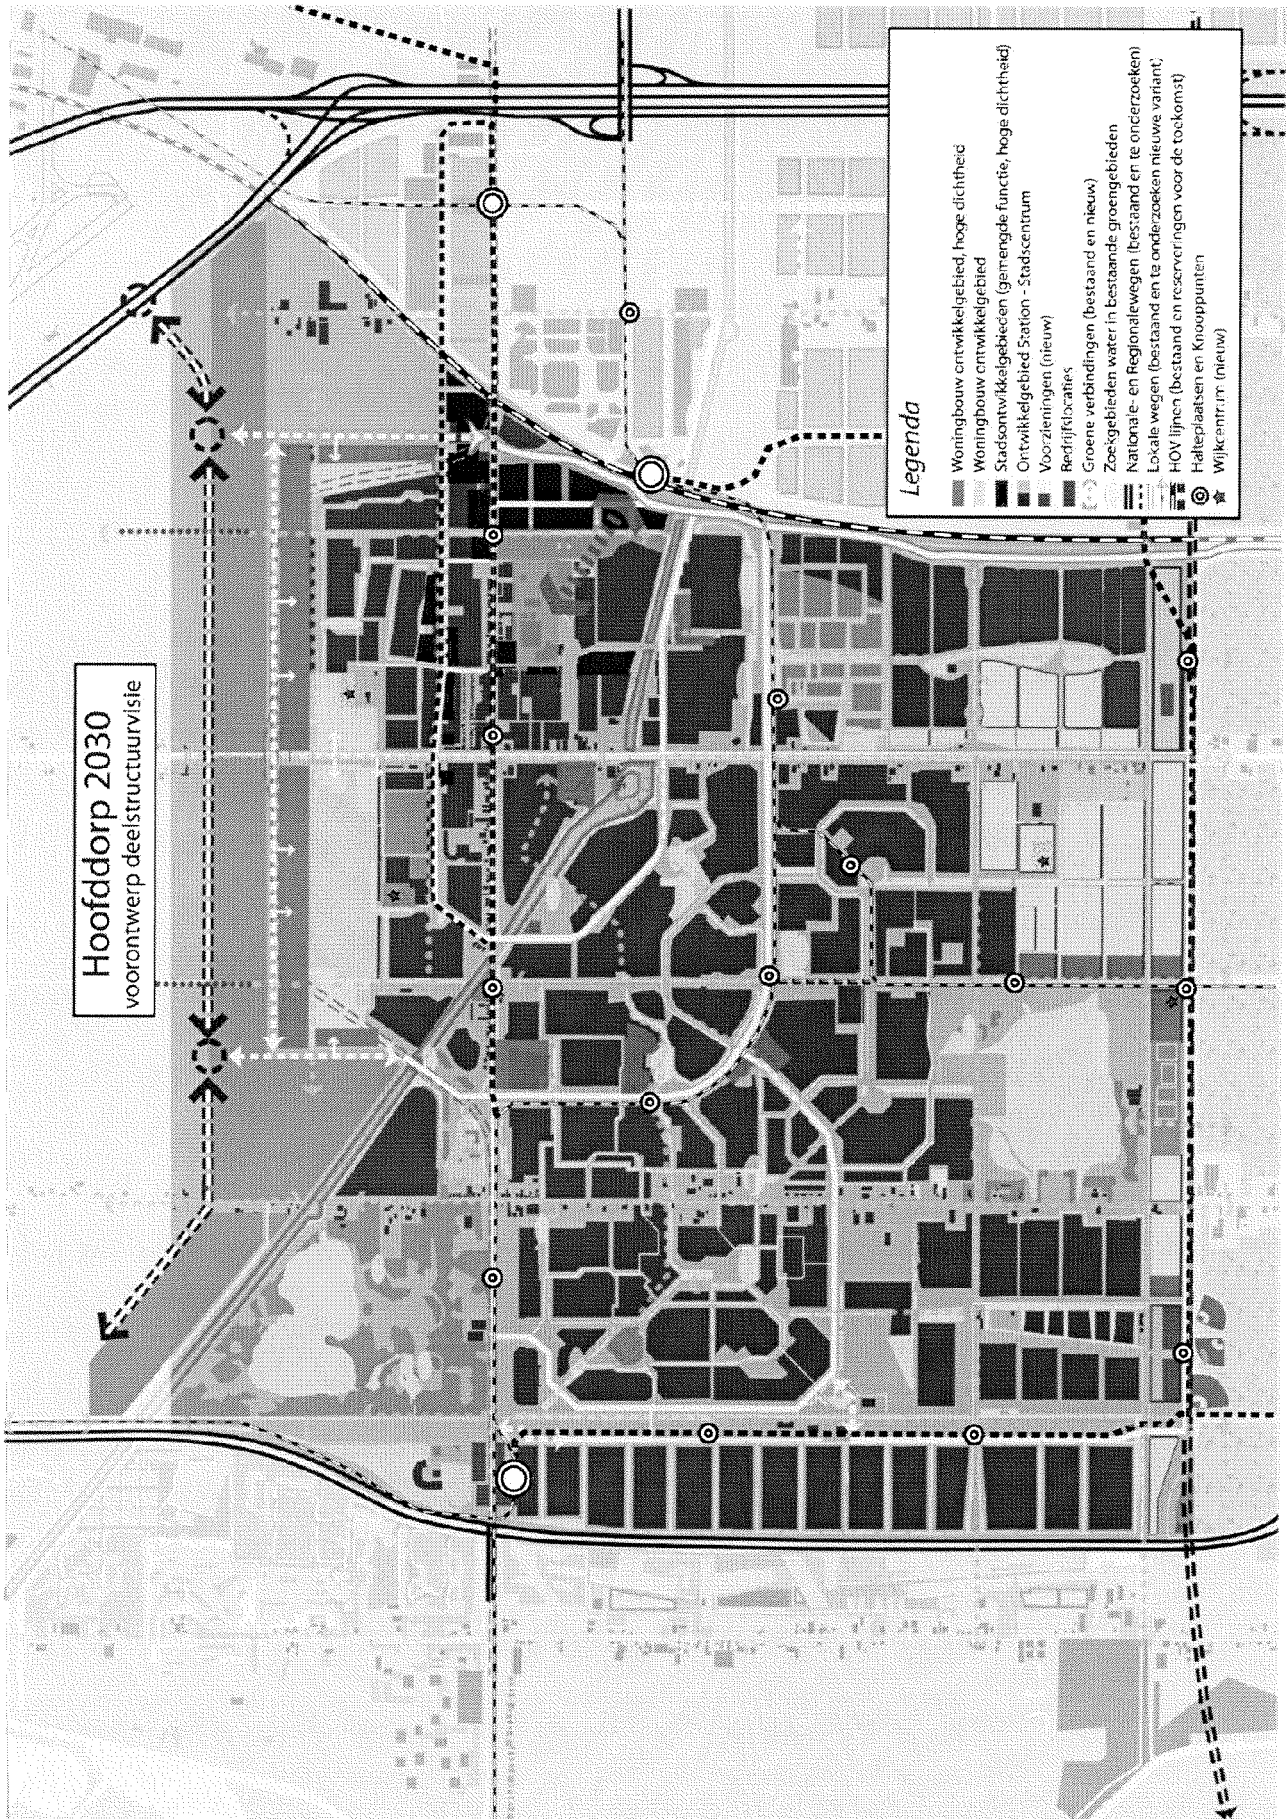 Hoofddorp 2030
voorontwerp deelstructuurvisie
Legenda
Woningbouw ontwikkelgebied, hoge dichtheid
Woningbouw ontwikkelgebied
Stadsontwikkelgebieden (gemengde functie, hoge dichtheid)
Ontwikkelgebied Station - Stadscentrum
Voorzieningen (nieuw)
Bedrijfslocaties
Groene verbindingen (bestaand en nieuw)
Zoekgebieden water in bestaande groengebieden
Nationale- en Regionalewegen (bestaand en te onderzoeken)
Lokale wegen (bestaand en te onderzoeken nieuwe variant)
HOV lijnen (bestaand en reserveringen voor de toekomst)
Halteplaatsen en Knooppunten
Wijkcentrum (nieuw)